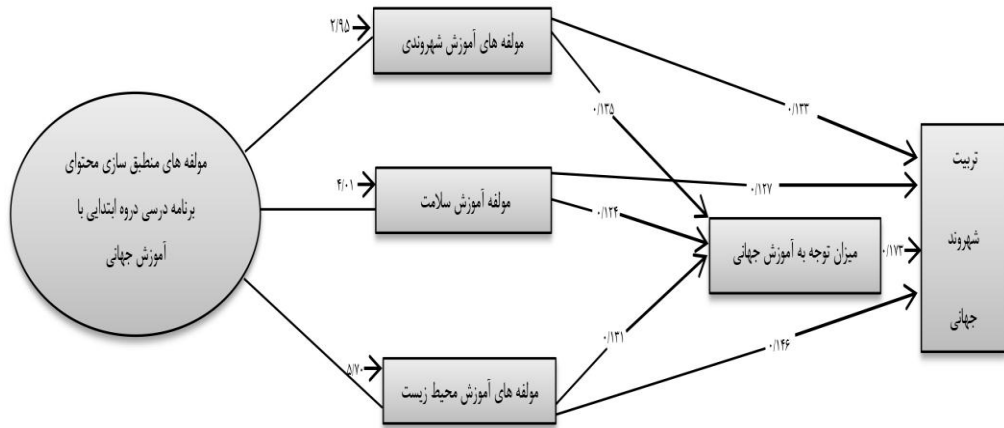 مولفه های آموزش شهروندی
۲/۹۵
۰/۱۳۳
۰/۱۳۵
مولفه های منطبق سازی محتوای
برنامه درسی دروه ابتدایی با
آموزش جهانی
مولفه آموزش سلامت
۴/۰۱
۰/۱۲۷
۰/۱۲۴
میزان توجه به آموزش جهانی
۰/۱۷۳
تربیت
شهروند
جهانی
مولفه های آموزش محیط زیست
۵/۷۰
۰/۱۳۱
۰/۱۴۶